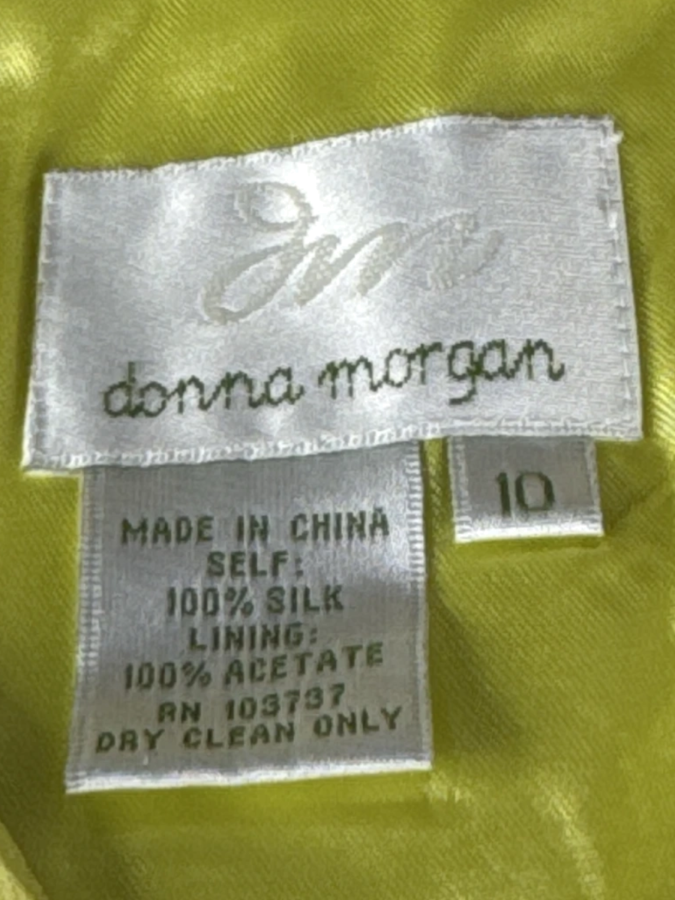 dm
donna morgan
10
MADE IN CHINA
SELF:
100% SILK
LINING:
100% ACETATE
RN 103737
DRY CLEAN ONLY